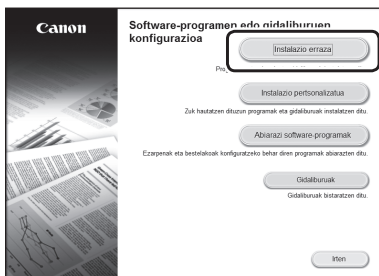 Canon
Software-programen edo gidaliburuen
konfigurazioa
Instalazio erraza
Instalazio pertsonalizatua
Zuk hautatzen dituzun programak eta gidaliburuak instalatzen ditu.
Abiarazi software-programak
Ezarpenak eta bestelakoak konfiguratzeko behar diren programak abiarazten ditu.
Gidaliburuak
Gidaliburuak bistaratzen ditu.
Irten